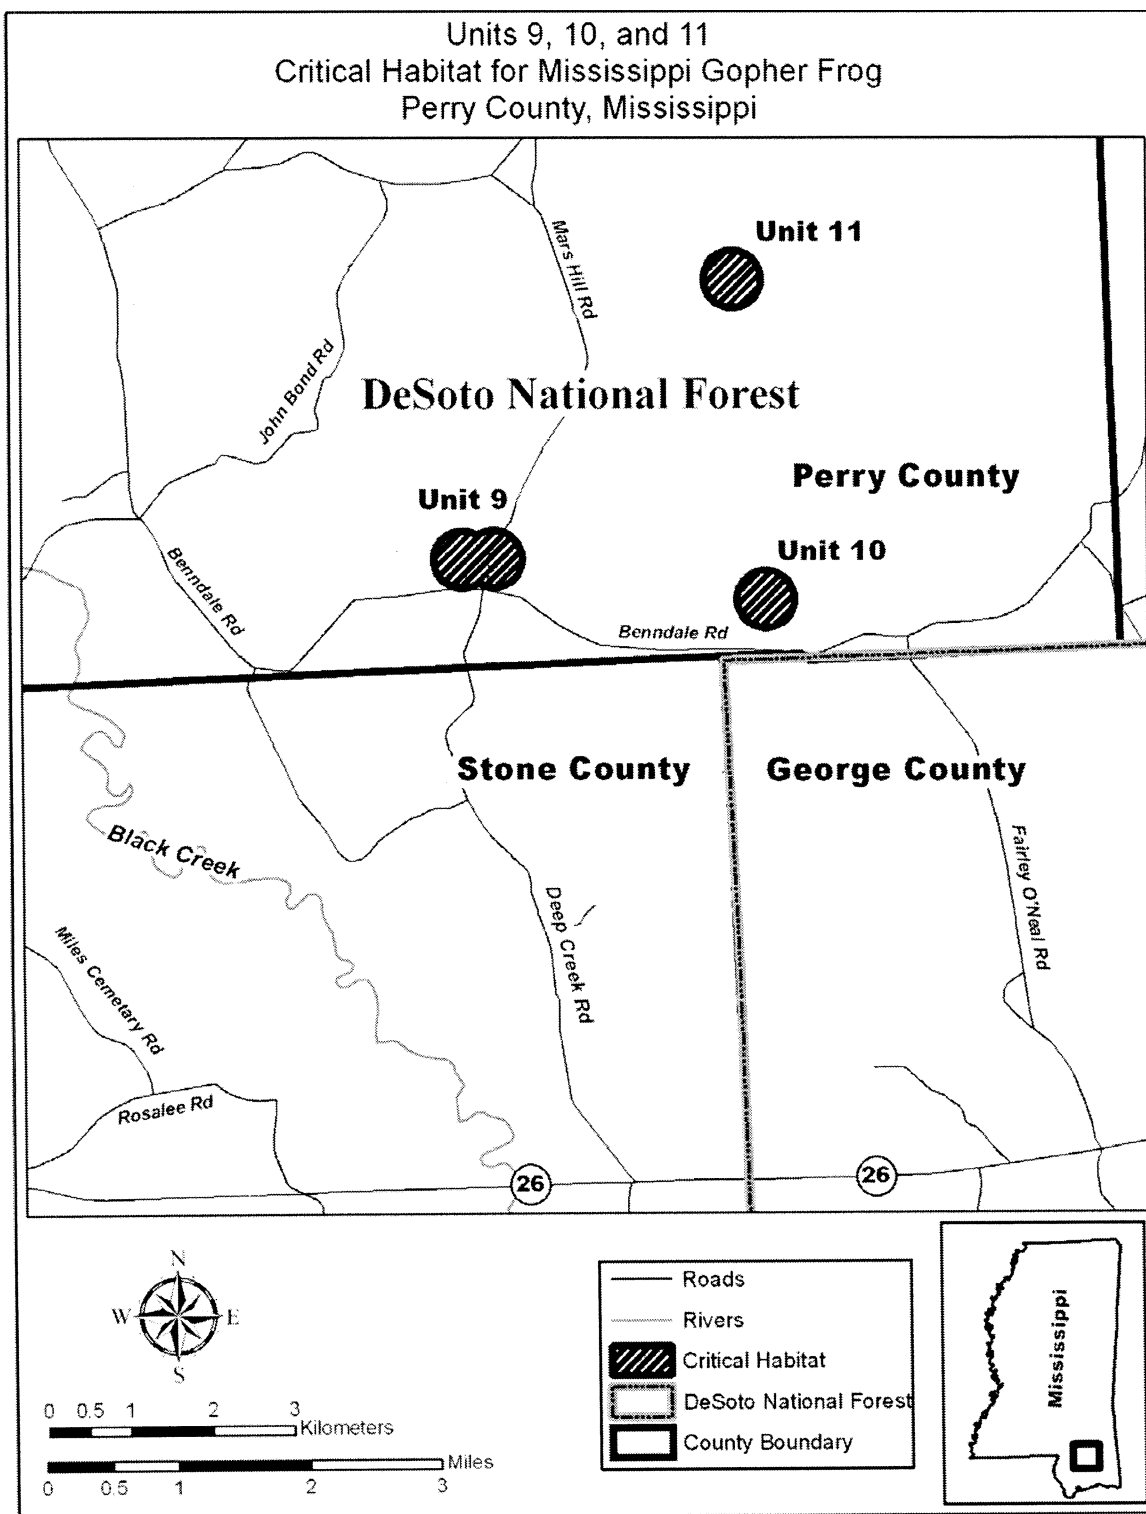 Units 9, 10, and 11
Critical Habitat for Mississippi Gopher Frog
Perry County, Mississippi
Unit 11
Mars Hill Rd
John Bond Rd
DeSoto National Forest
Perry County
Unit 9
Unit 10
Benndale Rd
Benndale Rd
Stone County
George County
Black Creek
Fairley O'Neal Rd
Deep Creek Rd
Miles Cemetary Rd
Rosalee Rd
26
26
N
W E
S
0 0.5 1 2 3
Kilometers
Miles
0 0.5 1 2 3
Roads
Rivers
Critical Habitat
DeSoto National Forest
County Boundary
Mississippi